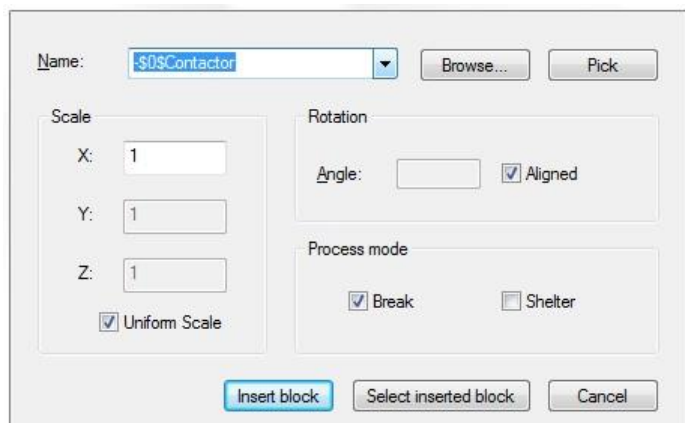 Name: -$0$Contactor Browse... Pick
Scale
X: 1
Y: 1
Z: 1
Uniform Scale
Rotation
Angle: Aligned
Process mode
Break Shelter
Insert block Select inserted block Cancel